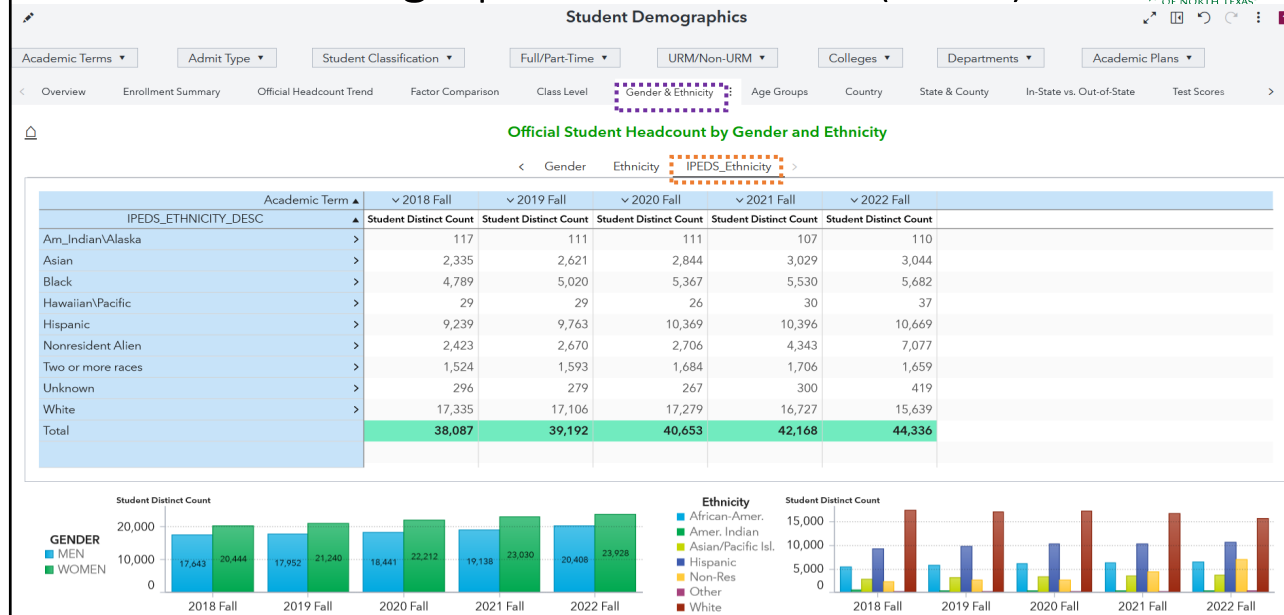 OF NORTH TEXAS
Student Demographics
Academic Terms ▼ Admit Type ▼ Student Classification ▼ Full/Part-Time ▼ URM/Non-URM ▼ Colleges ▼ Departments ▼ Academic Plans ▼
< Overview Enrollment Summary Official Headcount Trend Factor Comparison Class Level Gender & Ethnicity Age Groups Country State & County In-State vs. Out-of-State Test Scores >
Official Student Headcount by Gender and Ethnicity
< Gender Ethnicity IPEDS_Ethnicity >
Academic Term ▲ 2018 Fall 2019 Fall 2020 Fall 2021 Fall 2022 Fall
IPEDS_ETHNICITY_DESC ▲ Student Distinct Count Student Distinct Count Student Distinct Count Student Distinct Count Student Distinct Count
Am_Indian\Alaska > 117 111 111 107 110
Asian > 2,335 2,621 2,844 3,029 3,044
Black > 4,789 5,020 5,367 5,530 5,682
Hawaiian\Pacific > 29 29 26 30 37
Hispanic > 9,239 9,763 10,369 10,396 10,669
Nonresident Alien > 2,423 2,670 2,706 4,343 7,077
Two or more races > 1,524 1,593 1,684 1,706 1,659
Unknown > 296 279 267 300 419
White > 17,335 17,106 17,279 16,727 15,639
Total 38,087 39,192 40,653 42,168 44,336
Student Distinct Count
GENDER
MEN
WOMEN
20,000
10,000
0
17,643 20,444 17,952 21,240 18,441 22,212 19,138 23,030 20,408 23,928
2018 Fall 2019 Fall 2020 Fall 2021 Fall 2022 Fall
Ethnicity
African-Amer.
Amer. Indian
Asian/Pacific Isl.
Hispanic
Non-Res
Other
White
Student Distinct Count
15,000
10,000
5,000
0
2018 Fall 2019 Fall 2020 Fall 2021 Fall 2022 Fall